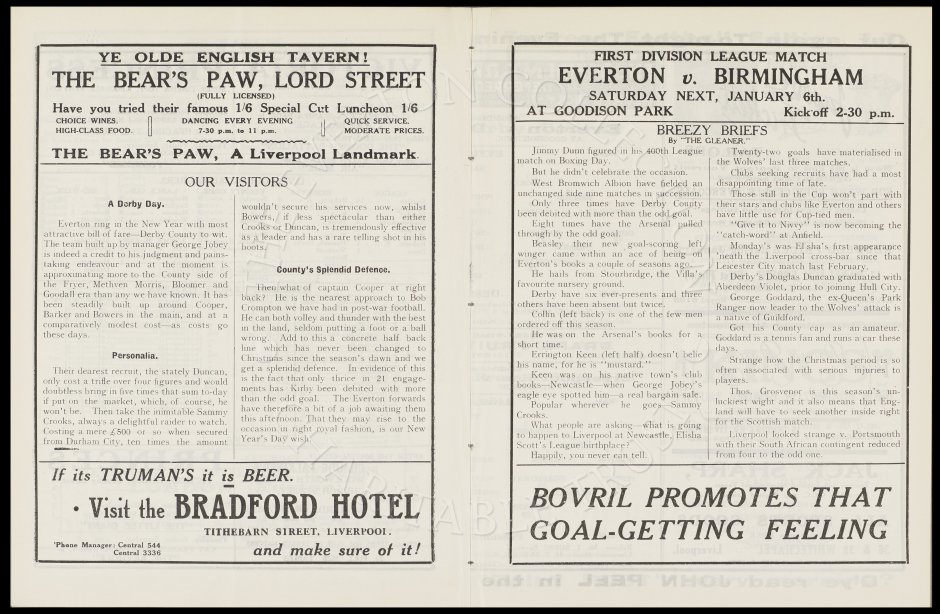 YE OLDE ENGLISH TAVERN!
THE BEAR'S PAW, LORD STREET
(FULLY LICENSED)
Have you tried their famous 1/6 Special Cut Luncheon 1/6
CHOICE WINES.
HIGH-CLASS FOOD.
DANCING EVERY EVENING
7-30 p.m. to 11 p.m.
QUICK SERVICE.
MODERATE PRICES.
THE BEAR'S PAW, A Liverpool Landmark.
OUR VISITORS
A Derby Day.
Everton ring in the New Year with most
attractive bill of fare—Derby County to wit.
The team built up by manager George Jobey
is indeed a credit to his judgment and pains-
taking endeavour and at the moment is
approximating more to the County side of
the Fryer, Methven Morris, Bloomer and
Goodall era than any we have known. It has
been steadily built up around Cooper,
Barker and Bowers in the main, and at a
comparatively modest cost—as costs go
these days.
Personalia.
Their dearest recruit, the stately Duncan,
only cost a trifle over four figures and would
doubtless bring in five times that sum to-day
if put on the market, which, of course, he
won't be. Then take the inimitable Sammy
Crooks, always a delightful raider to watch.
Costing a mere £500 or so when secured
from Durham City, ten times the amount
wouldn't secure his services now, whilst
Bowers, if less spectacular than either
Crooks or Duncan, is tremendously effective
as a leader and has a rare telling shot in his
boots.
County's Splendid Defence.
Then what of captain Cooper at right
back? He is the nearest approach to Bob
Crompton we have had in post-war football.
He can both volley and thunder with the best
in the land, seldom putting a foot or a ball
wrong. Add to this a concrete half back
line which has never been changed to
Christmas since the season's dawn and we
get a splendid defence. In evidence of this
is the fact that only thrice in 21 engage-
ments has Kirby been debited with more
than the odd goal. The Everton forwards
have therefore a bit of a job awaiting them
this afternoon. That they may rise to the
occasion in right royal fashion, is our New
Year's Day wish.
If its TRUMAN'S it is BEER.
· Visit the BRADFORD HOTEL
TITHEBARN STREET, LIVERPOOL.
'Phone Manager: Central 544
Central 3336
and make sure of it!
FIRST DIVISION LEAGUE MATCH
EVERTON v. BIRMINGHAM
SATURDAY NEXT, JANUARY 6th.
AT GOODISON PARK
Kick-off 2-30 p.m.
BREEZY BRIEFS
By "THE GLEANER."
Jimmy Dunn figured in his 400th League
match on Boxing Day.
But he didn't celebrate the occasion.
West Bromwich Albion have fielded an
unchanged side nine matches in succession.
Only three times have Derby County
been debited with more than the odd goal.
Eight times have the Arsenal pulled
through by the odd goal.
Beasley their new goal-scoring left
winger came within an ace of being on
Everton's books a couple of seasons ago.
He hails from Stourbridge, the Villa's
favourite nursery ground.
Derby have six ever-presents and three
others have been absent but twice.
Collin (left back) is one of the few men
ordered off this season.
He was on the Arsenal's books for a
short time.
Errington Keen (left half) doesn't belie
his name, for he is "mustard."
Keen was on his native town's club
books—Newcastle—when George Jobey's
eagle eye spotted him—a real bargain sale.
Popular wherever he goes—Sammy
Crooks.
What people are asking—what is going
to happen to Liverpool at Newcastle, Elisha
Scott's League birthplace?
Happily, you never can tell.
Twenty-two goals have materialised in
the Wolves' last three matches.
Clubs seeking recruits have had a most
disappointing time of late.
Those still in the Cup won't part with
their stars and clubs like Everton and others
have little use for Cup-tied men.
"Give it to Nivvy" is now becoming the
"catch-word" at Anfield.
Monday's was Elisha's first appearance
'neath the Liverpool cross-bar since that
Leicester City match last February.
Derby's Douglas Duncan graduated with
Aberdeen Violet, prior to joining Hull City.
George Goddard, the ex-Queen's Park
Ranger now leader to the Wolves' attack is
a native of Guildford.
Got his County cap as an amateur.
Goddard is a tennis fan and runs a car these
days.
Strange how the Christmas period is so
often associated with serious injuries to
players.
Thos. Grosvenor is this season's un-
luckiest wight and it also means that Eng-
land will have to seek another inside right
for the Scottish match.
Liverpool looked strange v. Portsmouth
with their South African contingent reduced
from four to the odd one.
BOVRIL PROMOTES THAT
GOAL-GETTING FEELING